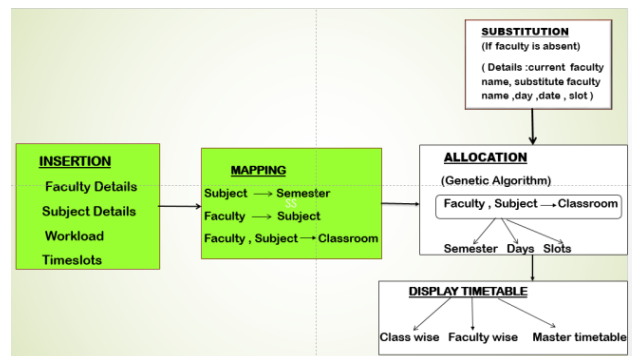 SUBSTITUTION
(If faculty is absent)
( Details :current faculty
name, substitute faculty
name ,day ,date , slot )
INSERTION
Faculty Details
Subject Details
Workload
Timeslots
MAPPING
Subject → Semester
SS
Faculty → Subject
Faculty , Subject → Classroom
ALLOCATION
(Genetic Algorithm)
Faculty , Subject → Classroom
Semester Days Slots
DISPLAY TIMETABLE
Class wise Faculty wise Master timetable